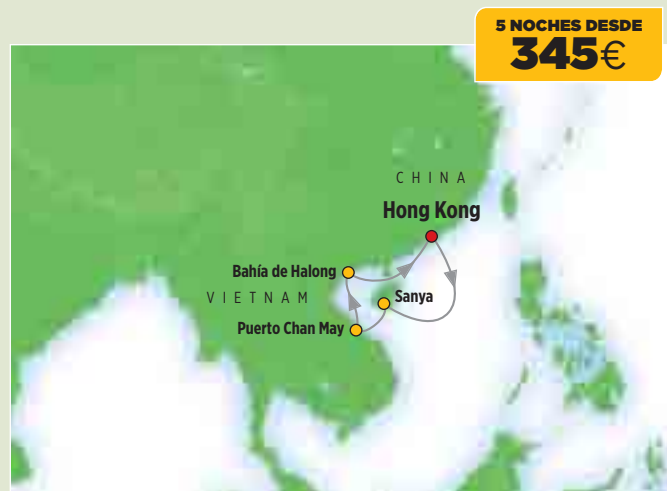 5 NOCHES DESDE
345€
CHINA
Hong Kong
Bahía de Halong
VIETNAM
Sanya
Puerto Chan May